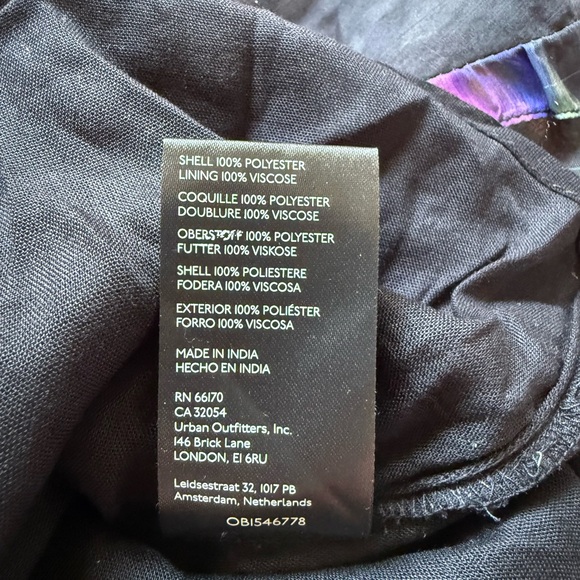 SHELL 100% POLYESTER
LINING 100% VISCOSE
COQUILLE 100% POLYESTER
DOUBLURE 100% VISCOSE
OBERSTOFF 100% POLYESTER
FUTTER 100% VISKOSE
SHELL 100% POLIESTERE
FODERA 100% VISCOSA
EXTERIOR 100% POLIÉSTER
FORRO 100% VISCOSA
MADE IN INDIA
HECHO EN INDIA
RN 66170
CA 32054
Urban Outfitters, Inc.
146 Brick Lane
LONDON, E1 6RU
Leidsestraat 32, 1017 PB
Amsterdam, Netherlands
OB1546778